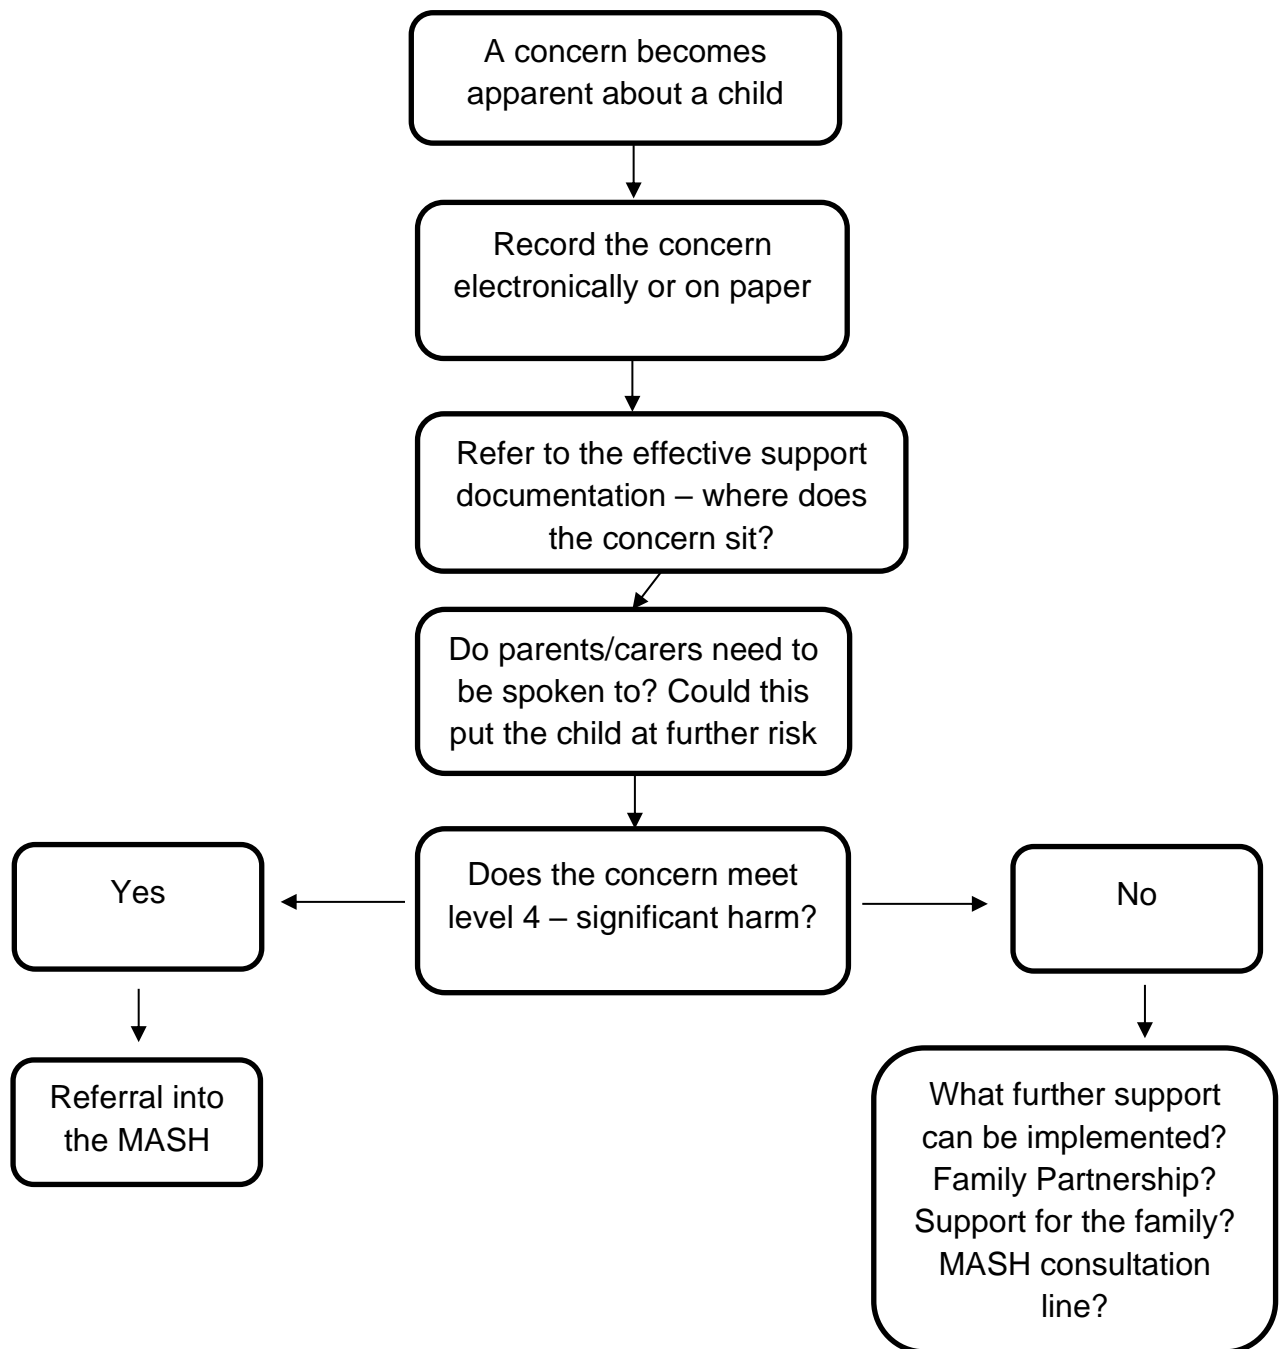 A concern becomes
apparent about a child
Record the concern
electronically or on paper
Refer to the effective support
documentation – where does
the concern sit?
Do parents/carers need to
be spoken to? Could this
put the child at further risk
Does the concern meet
level 4 – significant harm?
Yes
No
Referral into
the MASH
What further support
can be implemented?
Family Partnership?
Support for the family?
MASH consultation
line?